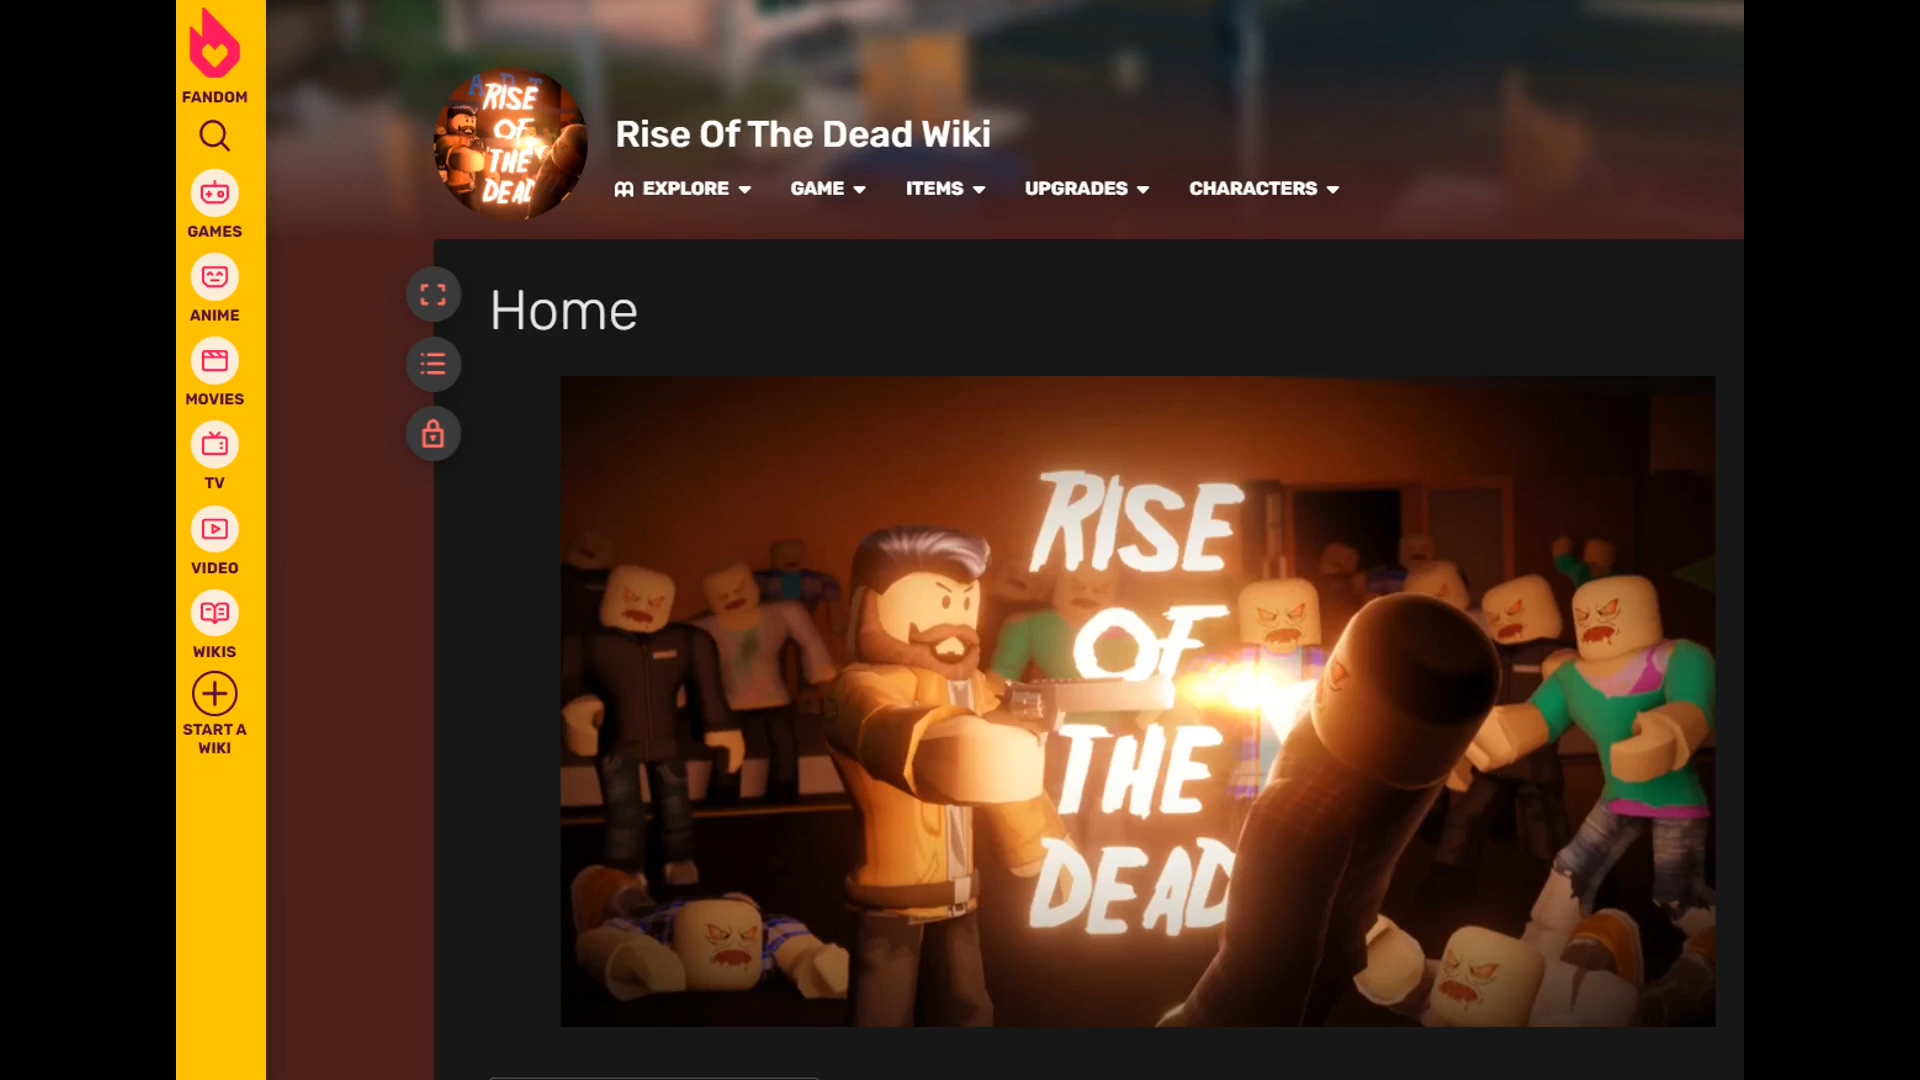 FANDOM
GAMES
ANIME
MOVIES
TV
VIDEO
WIKIS
START A
WIKI
RISE
OF
THE
DEAD
Rise Of The Dead Wiki
EXPLORE
GAME
ITEMS
UPGRADES
CHARACTERS
Home
RISE
OF
THE
DEAD